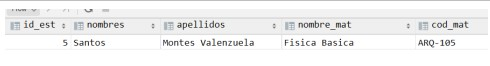 id_est nombres apellidos nombre_mat cod_mat
5 Santos Montes Valenzuela Fisica Basica ARQ-105